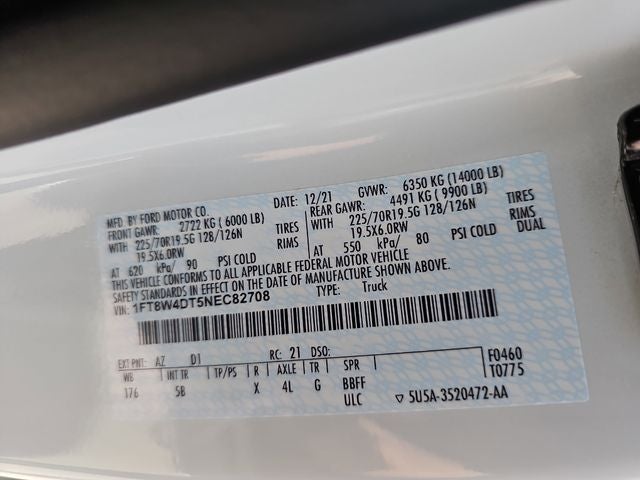 MFD. BY FORD MOTOR CO. DATE: 12/21 GVWR: 6350 KG (14000 LB)
FRONT GAWR: 2722 KG (6000 LB) REAR GAWR: 4491 KG (9900 LB)
WITH 225/70R19.5G 128/126N TIRES WITH 225/70R19.5G 128/126N TIRES
19.5X6.0RW RIMS 19.5X6.0RW RIMS
AT 620 kPa/ 90 PSI COLD AT 550 kPa/ 80 PSI COLD DUAL
THIS VEHICLE CONFORMS TO ALL APPLICABLE FEDERAL MOTOR VEHICLE
SAFETY STANDARDS IN EFFECT ON THE DATE OF MANUFACTURE SHOWN ABOVE.
VIN: 1FT8W4DT5NEC82708 TYPE: Truck
EXT PNT: AZ D1 RC: 21 DSO: F0460
WB INT TR TP/PS R AXLE TR SPR T0775
176 5B X 4L G BBFF
ULC ▽ 5U5A-3520472-AA